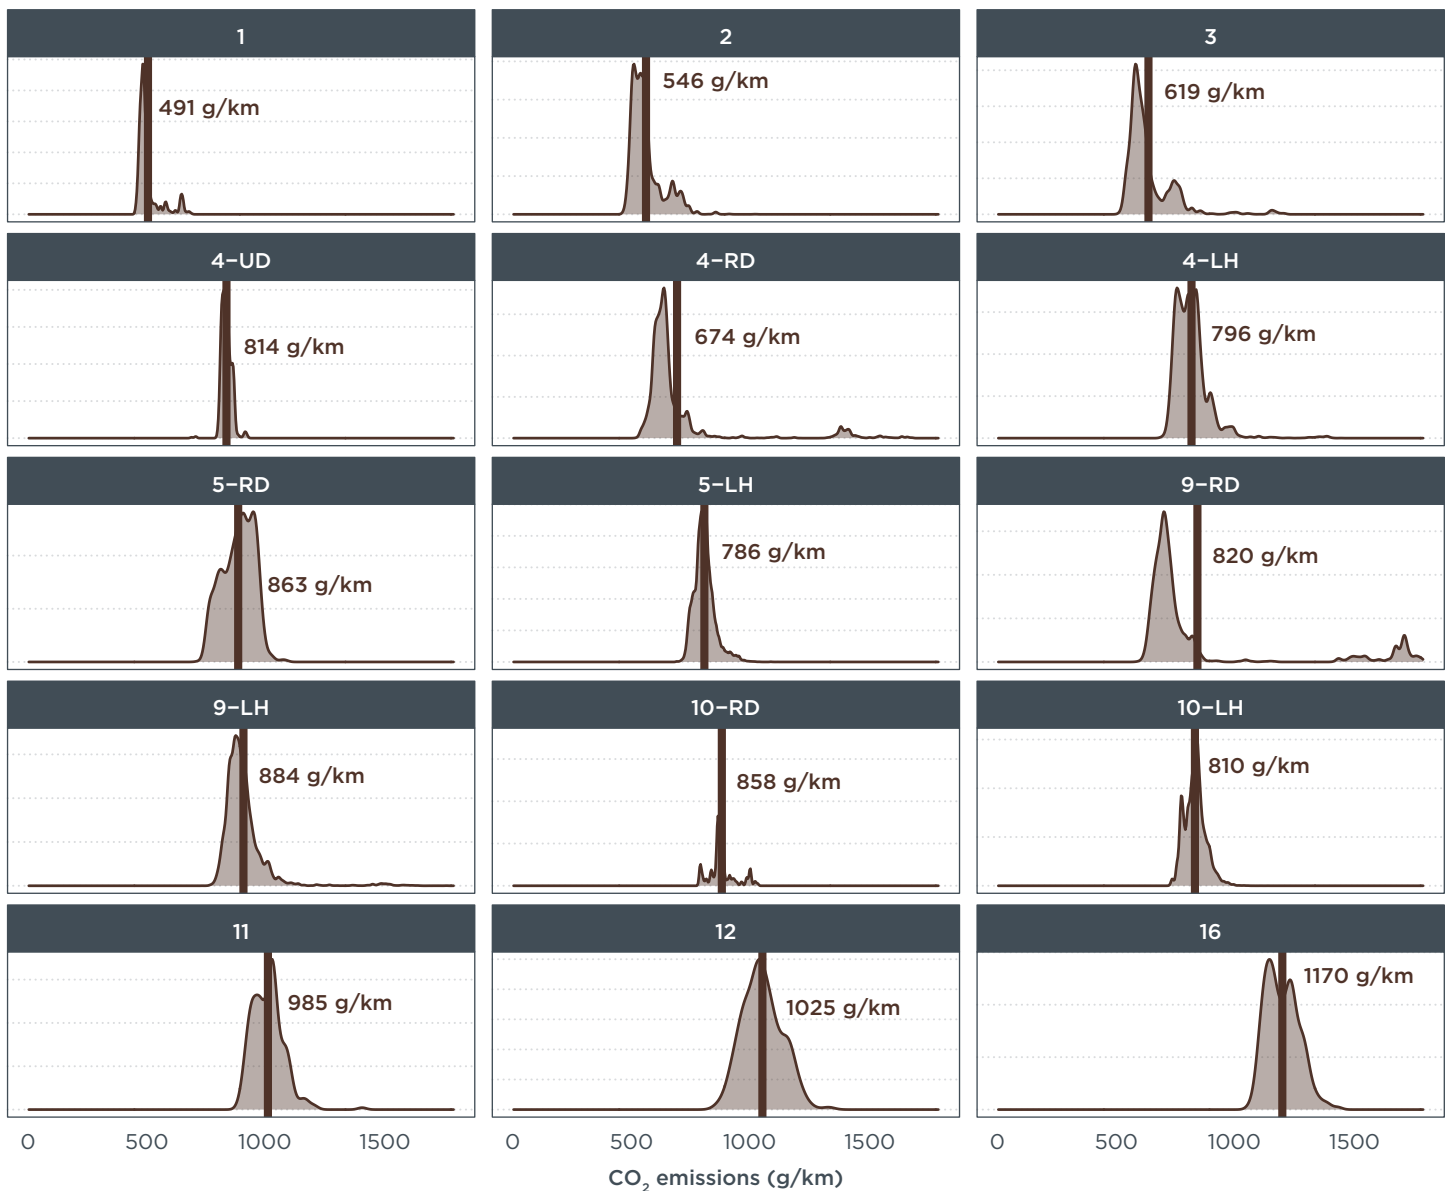 1
2
3
491 g/km
546 g/km
619 g/km
4–UD
4–RD
4–LH
814 g/km
674 g/km
796 g/km
5–RD
5–LH
9–RD
863 g/km
786 g/km
820 g/km
9–LH
10–RD
10–LH
884 g/km
858 g/km
810 g/km
11
12
16
985 g/km
1025 g/km
1170 g/km
0 500 1000 1500
0 500 1000 1500
0 500 1000 1500
CO₂ emissions (g/km)